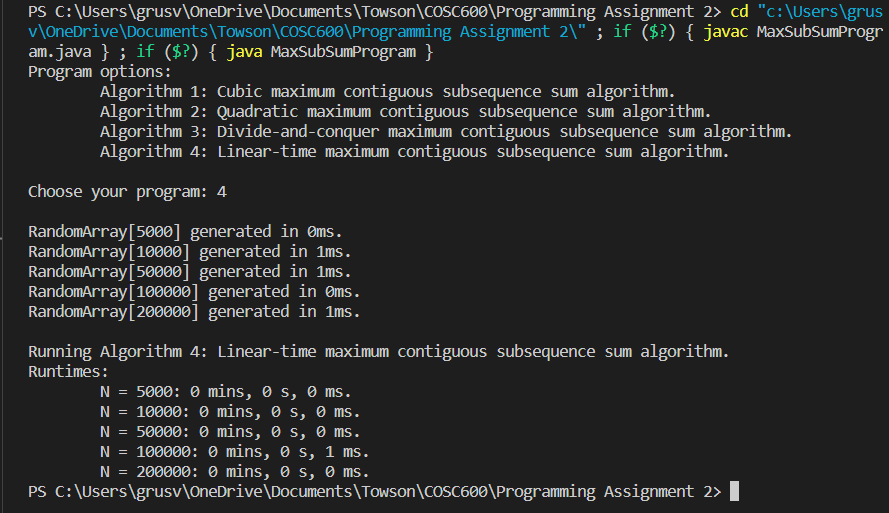 PS C:\Users\grusv\OneDrive\Documents\Towson\COSC600\Programming Assignment 2> cd "c:\Users\grus
v\OneDrive\Documents\Towson\COSC600\Programming Assignment 2\" ; if ($?) { javac MaxSubSumProgr
am.java } ; if ($?) { java MaxSubSumProgram }
Program options:
        Algorithm 1: Cubic maximum contiguous subsequence sum algorithm.
        Algorithm 2: Quadratic maximum contiguous subsequence sum algorithm.
        Algorithm 3: Divide-and-conquer maximum contiguous subsequence sum algorithm.
        Algorithm 4: Linear-time maximum contiguous subsequence sum algorithm.

Choose your program: 4

RandomArray[5000] generated in 0ms.
RandomArray[10000] generated in 1ms.
RandomArray[50000] generated in 1ms.
RandomArray[100000] generated in 0ms.
RandomArray[200000] generated in 1ms.

Running Algorithm 4: Linear-time maximum contiguous subsequence sum algorithm.
Runtimes:
        N = 5000: 0 mins, 0 s, 0 ms.
        N = 10000: 0 mins, 0 s, 0 ms.
        N = 50000: 0 mins, 0 s, 0 ms.
        N = 100000: 0 mins, 0 s, 1 ms.
        N = 200000: 0 mins, 0 s, 0 ms.
PS C:\Users\grusv\OneDrive\Documents\Towson\COSC600\Programming Assignment 2>